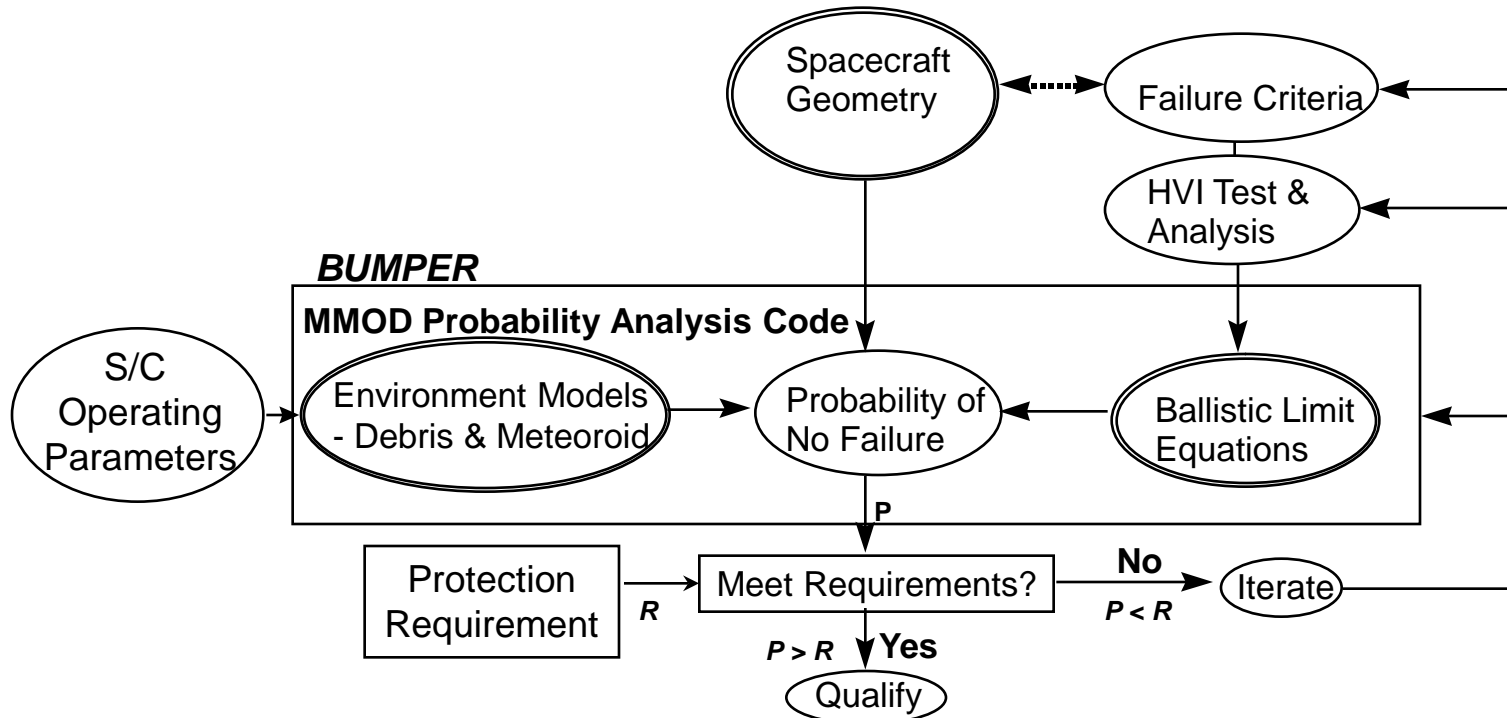 Spacecraft
Geometry
Failure Criteria
HVI Test &
Analysis
BUMPER
MMOD Probability Analysis Code
S/C
Operating
Parameters
Environment Models
- Debris & Meteoroid
Probability of
No Failure
Ballistic Limit
Equations
P
Protection
Requirement
R
Meet Requirements?
No
P < R
Iterate
P > R
Yes
Qualify